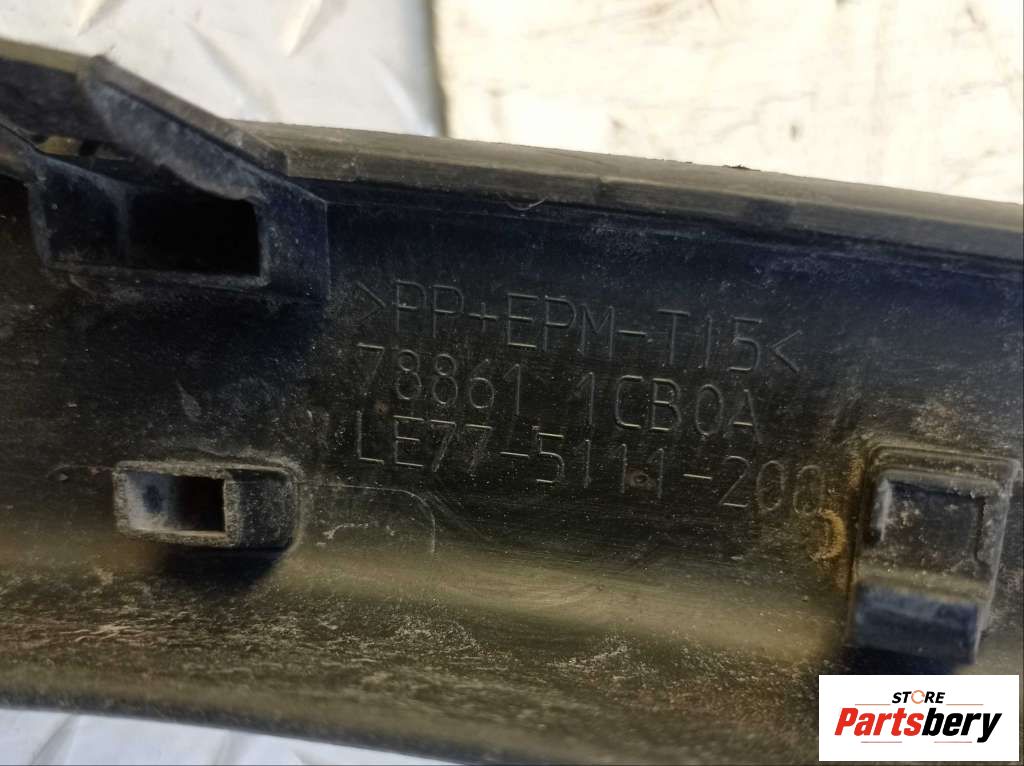 >PP+EPM-T15<
78861 1CB0A
LE77-5111-200
STORE
Partsbery